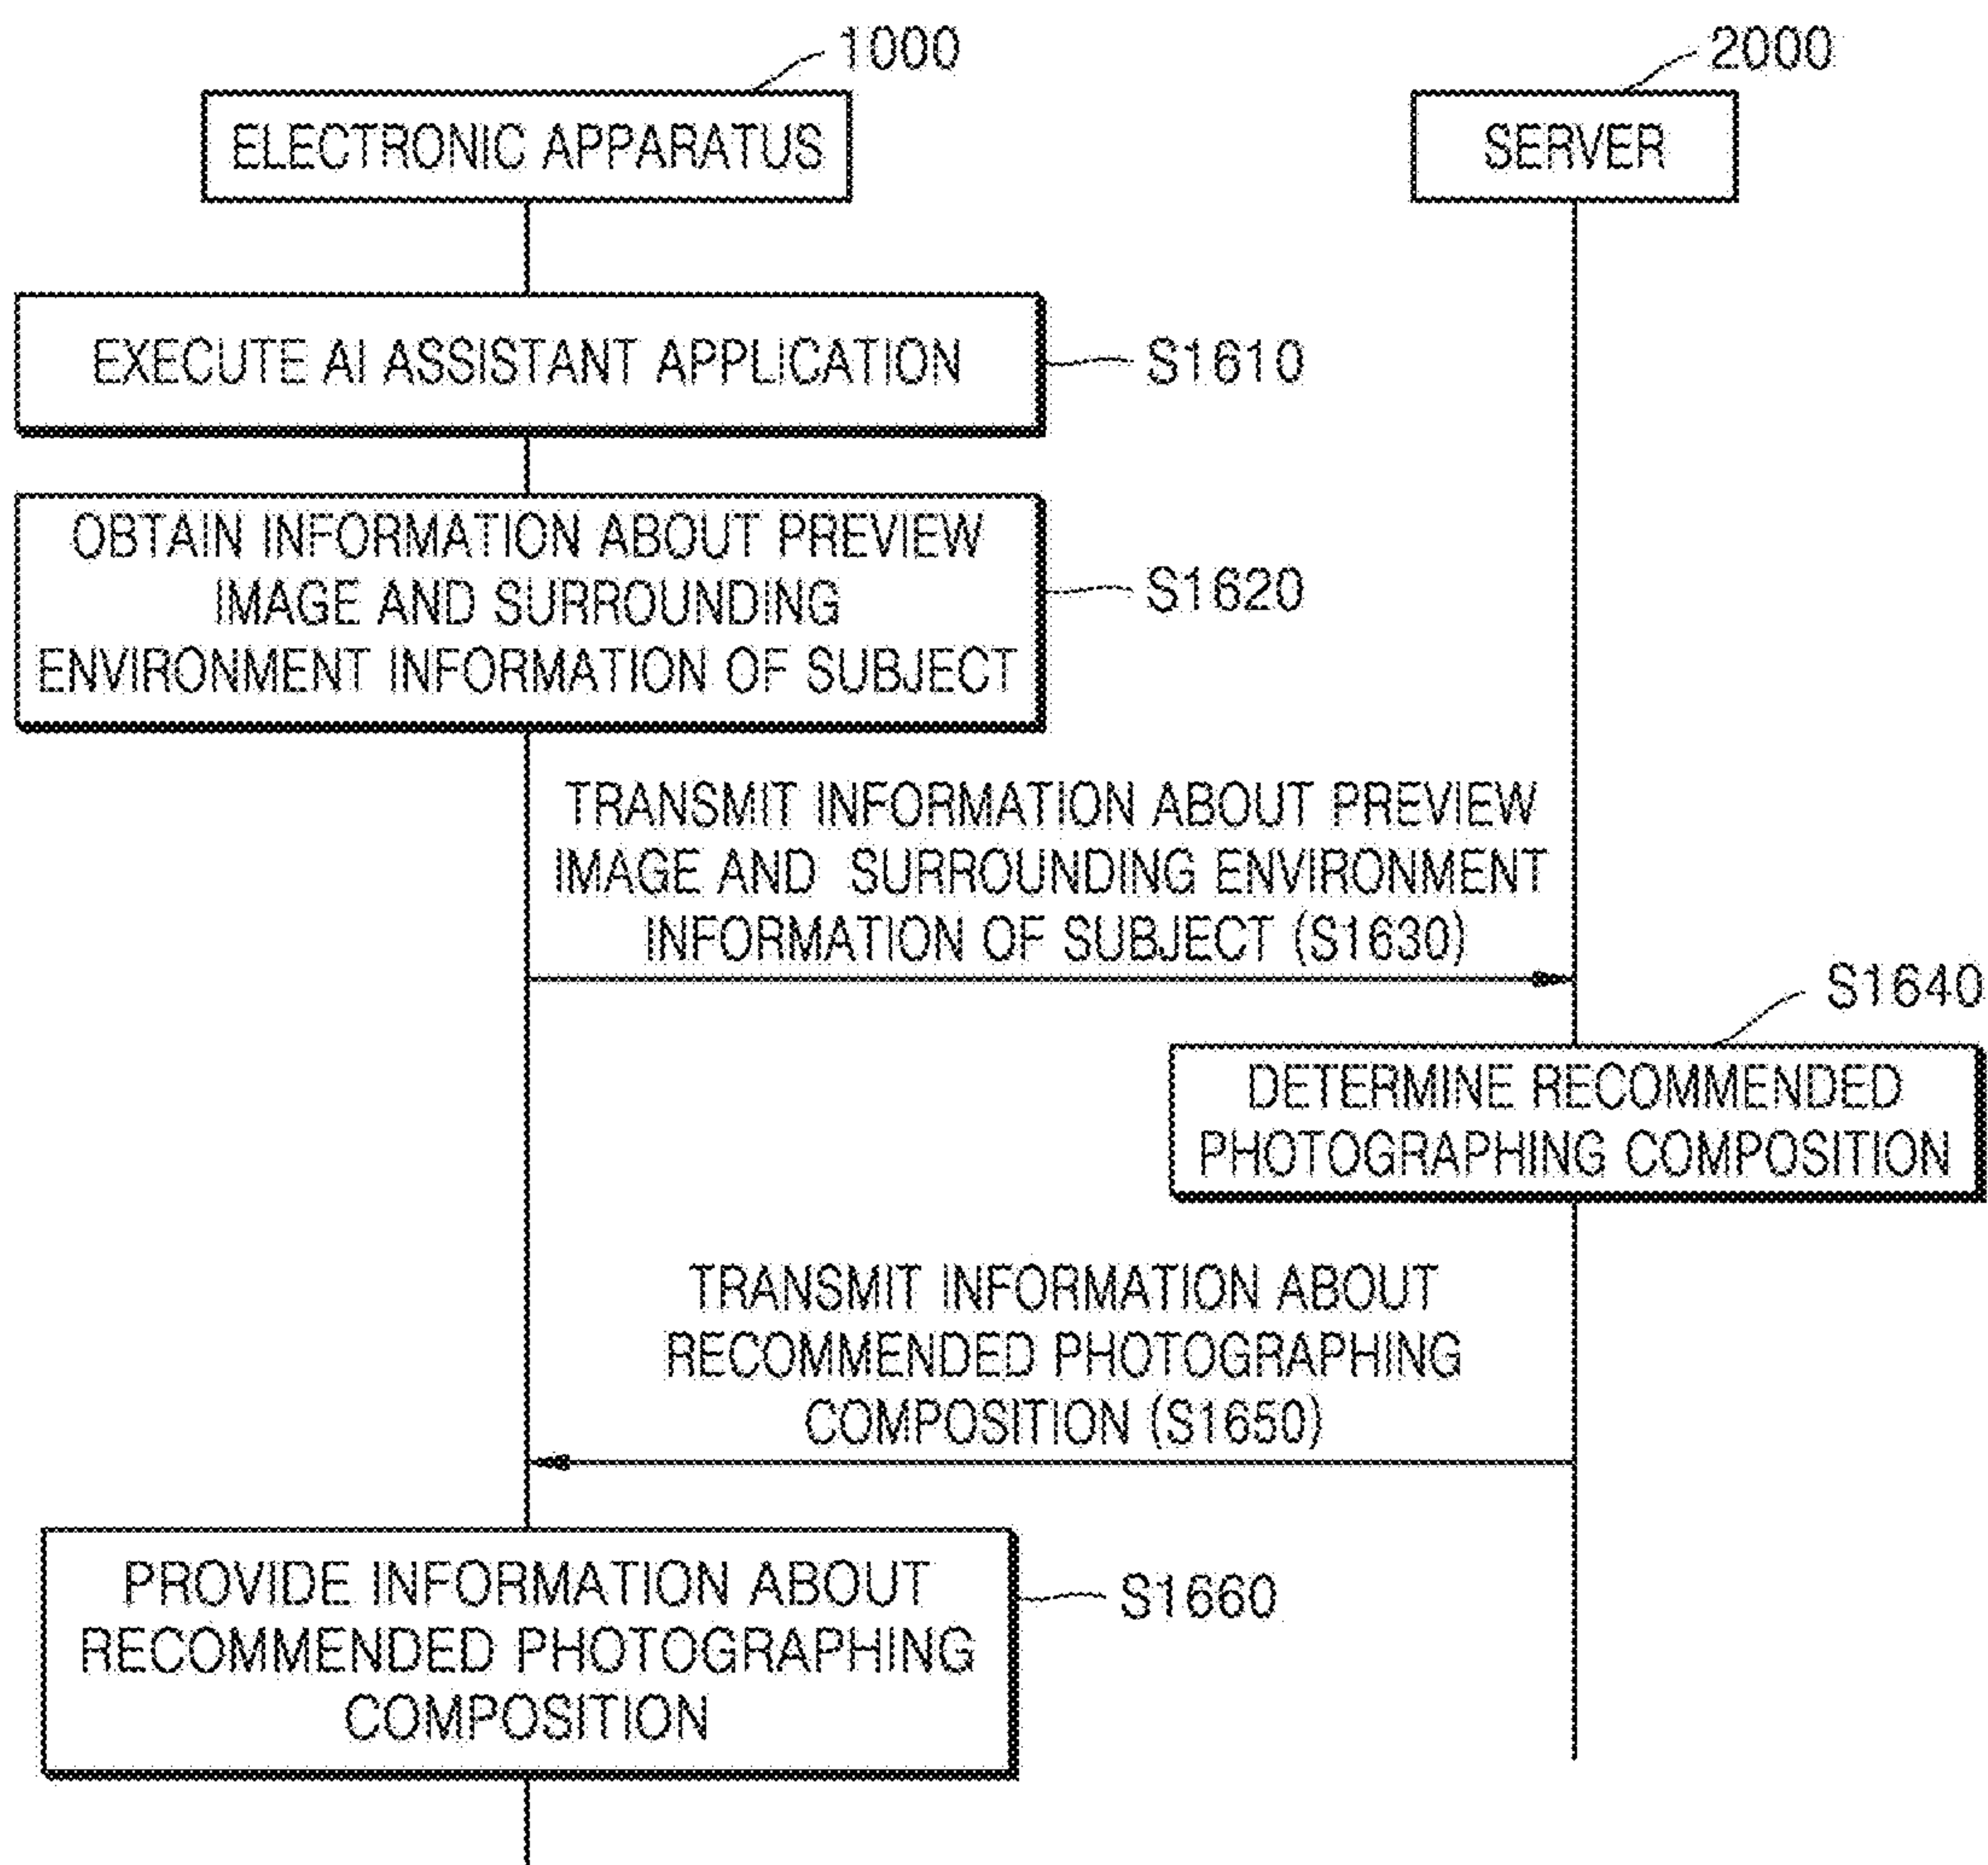 1000
2000
ELECTRONIC APPARATUS
SERVER
EXECUTE AI ASSISTANT APPLICATION
S1610
OBTAIN INFORMATION ABOUT PREVIEW
IMAGE AND SURROUNDING
ENVIRONMENT INFORMATION OF SUBJECT
S1620
TRANSMIT INFORMATION ABOUT PREVIEW
IMAGE AND SURROUNDING ENVIRONMENT
INFORMATION OF SUBJECT (S1630)
S1640
DETERMINE RECOMMENDED
PHOTOGRAPHING COMPOSITION
TRANSMIT INFORMATION ABOUT
RECOMMENDED PHOTOGRAPHING
COMPOSITION (S1650)
PROVIDE INFORMATION ABOUT
RECOMMENDED PHOTOGRAPHING
COMPOSITION
S1660